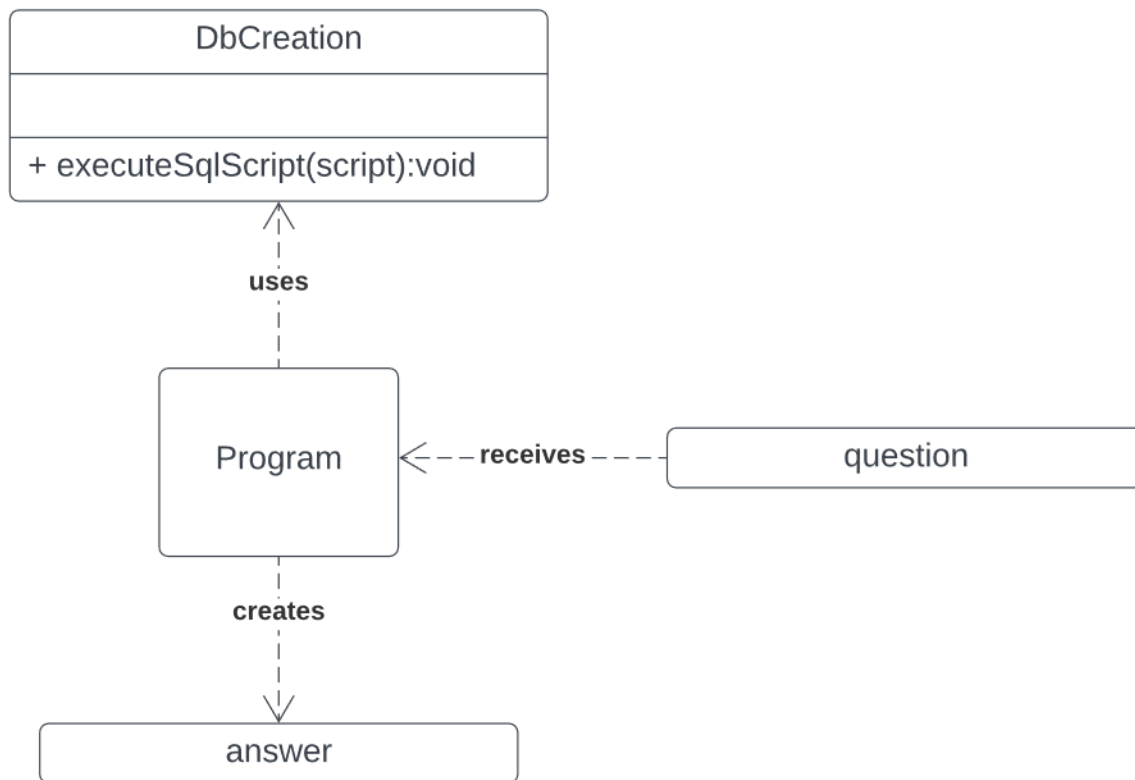 DbCreation
+ executeSqlScript(script):void
uses
Program
receives
question
creates
answer